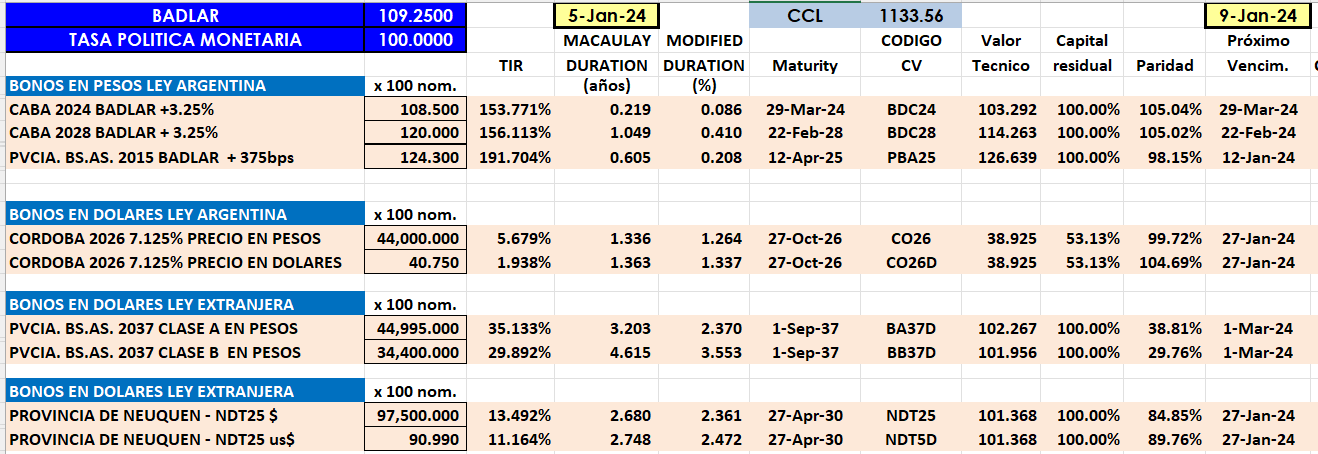 BADLAR 109.2500 5-Jan-24 CCL 1133.56 9-Jan-24
TASA POLITICA MONETARIA 100.0000 MACAULAY MODIFIED CODIGO Valor Capital Próximo
TIR DURATION DURATION Maturity CV Tecnico residual Paridad Vencim.
BONOS EN PESOS LEY ARGENTINA x 100 nom. (años) (%)
CABA 2024 BADLAR +3.25% 108.500 153.771% 0.219 0.086 29-Mar-24 BDC24 103.292 100.00% 105.04% 29-Mar-24
CABA 2028 BADLAR + 3.25% 120.000 156.113% 1.049 0.410 22-Feb-28 BDC28 114.263 100.00% 105.02% 22-Feb-24
PVCIA. BS.AS. 2015 BADLAR + 375bps 124.300 191.704% 0.605 0.208 12-Apr-25 PBA25 126.639 100.00% 98.15% 12-Jan-24
BONOS EN DOLARES LEY ARGENTINA x 100 nom.
CORDOBA 2026 7.125% PRECIO EN PESOS 44,000.000 5.679% 1.336 1.264 27-Oct-26 CO26 38.925 53.13% 99.72% 27-Jan-24
CORDOBA 2026 7.125% PRECIO EN DOLARES 40.750 1.938% 1.363 1.337 27-Oct-26 CO26D 38.925 53.13% 104.69% 27-Jan-24
BONOS EN DOLARES LEY EXTRANJERA x 100 nom.
PVCIA. BS.AS. 2037 CLASE A EN PESOS 44,995.000 35.133% 3.203 2.370 1-Sep-37 BA37D 102.267 100.00% 38.81% 1-Mar-24
PVCIA. BS.AS. 2037 CLASE B EN PESOS 34,400.000 29.892% 4.615 3.553 1-Sep-37 BB37D 101.956 100.00% 29.76% 1-Mar-24
BONOS EN DOLARES LEY EXTRANJERA x 100 nom.
PROVINCIA DE NEUQUEN - NDT25 $ 97,500.000 13.492% 2.680 2.361 27-Apr-30 NDT25 101.368 100.00% 84.85% 27-Jan-24
PROVINCIA DE NEUQUEN - NDT25 us$ 90.990 11.164% 2.748 2.472 27-Apr-30 NDT5D 101.368 100.00% 89.76% 27-Jan-24